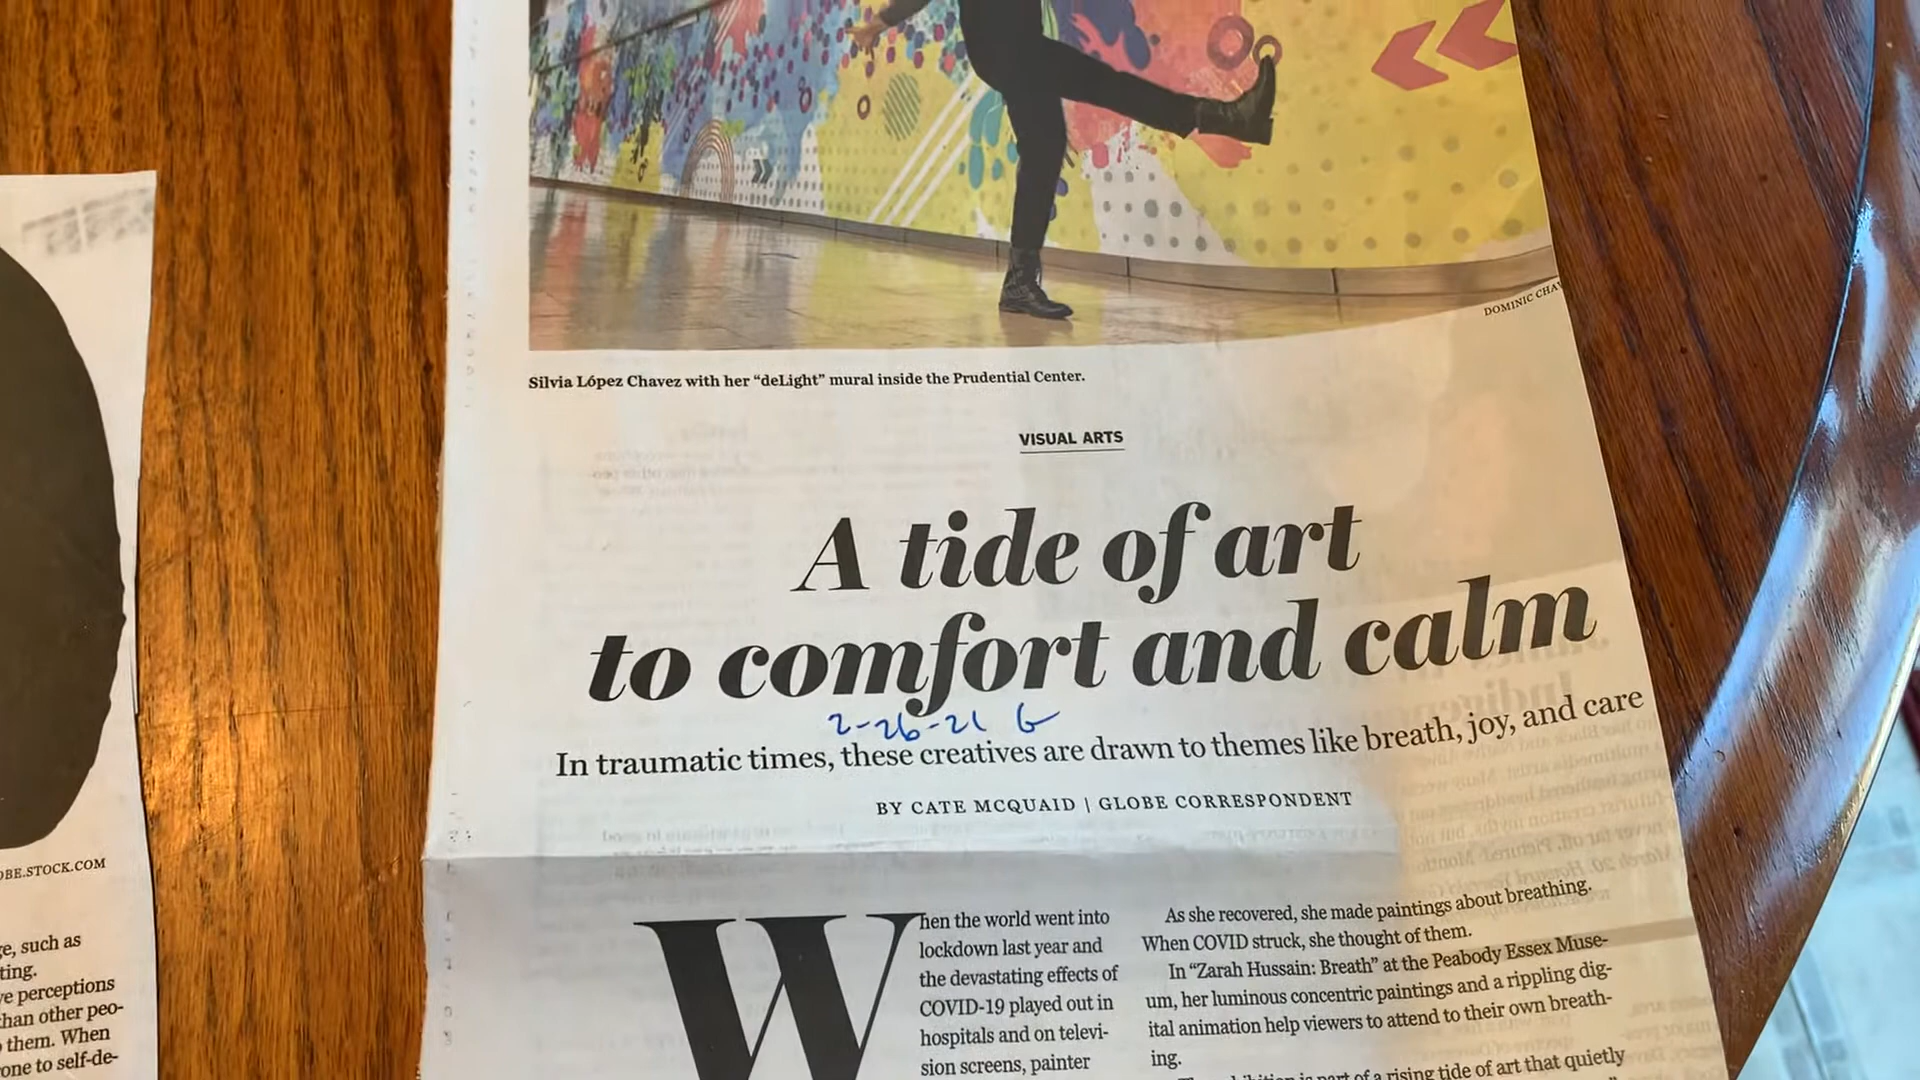 DOMINIC CHAV
Silvia López Chavez with her “deLight” mural inside the Prudential Center.
VISUAL ARTS
A tide of art
to comfort and calm
2-26-21 G
In traumatic times, these creatives are drawn to themes like breath, joy, and care
BY CATE MCQUAID | GLOBE CORRESPONDENT
When the world went into
lockdown last year and
the devastating effects of
COVID-19 played out in
hospitals and on televi-
sion screens, painter
As she recovered, she made paintings about breathing.
When COVID struck, she thought of them.
In “Zarah Hussain: Breath” at the Peabody Essex Muse-
um, her luminous concentric paintings and a rippling dig-
ital animation help viewers to attend to their own breath-
ing.
is part of a rising tide of art that quietly
OBE.STOCK.COM
ge, such as
ting.
ve perceptions
than other peo-
them. When
one to self-de-